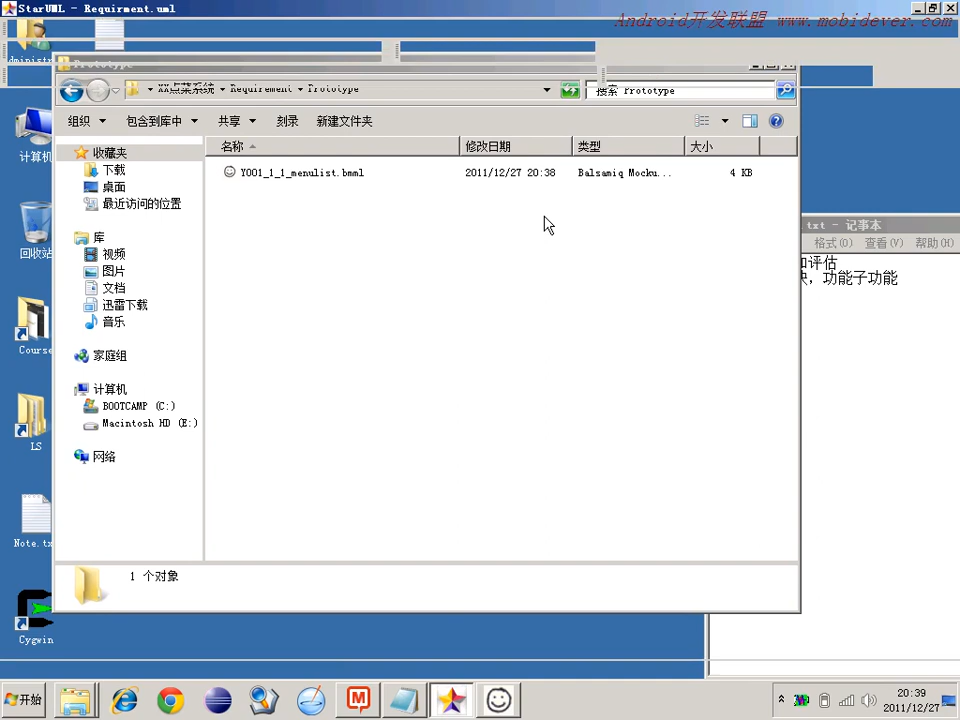 StarUML - Requirment.uml
Android开发联盟 www.mobidever.com
Prototype
XX点菜系统 Requirement Prototype
搜索 Prototype
组织 包含到库中 共享 刻录 新建文件夹
名称 修改日期 类型 大小
Y001_1_1_menulist.bmml 2011/12/27 20:38 Balsamiq Mocku... 4 KB
收藏夹
下载
桌面
最近访问的位置
库
视频
图片
文档
迅雷下载
音乐
家庭组
计算机
BOOTCAMP (C:)
Macintosh HD (E:)
网络
1 个对象
计算机
回收站
Course
LS
Note.tx
Cygwin
txt - 记事本
格式(O) 查看(V) 帮助(H)
和评估
，功能子功能
开始
20:39
2011/12/27